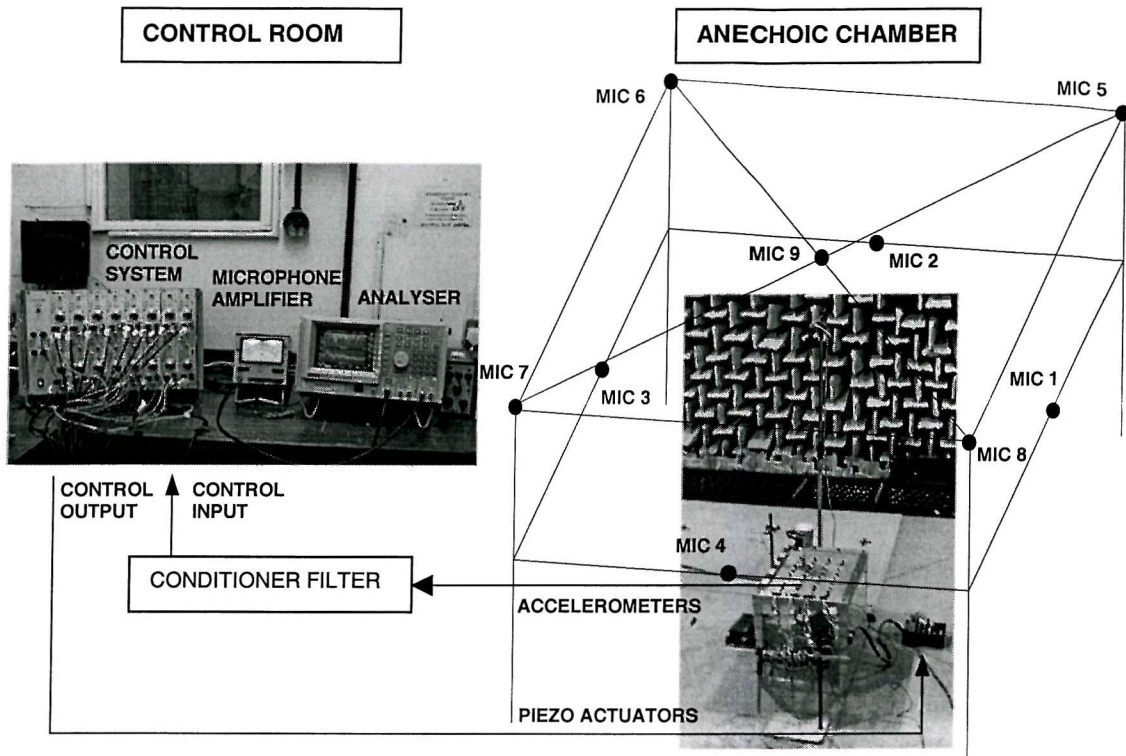 CONTROL ROOM
ANECHOIC CHAMBER
MIC 6
MIC 5
CONTROL
SYSTEM
MICROPHONE
AMPLIFIER
ANALYSER
MIC 9
MIC 2
MIC 7
MIC 3
MIC 1
MIC 8
CONTROL
OUTPUT
CONTROL
INPUT
MIC 4
CONDITIONER FILTER
ACCELEROMETERS
PIEZO ACTUATORS